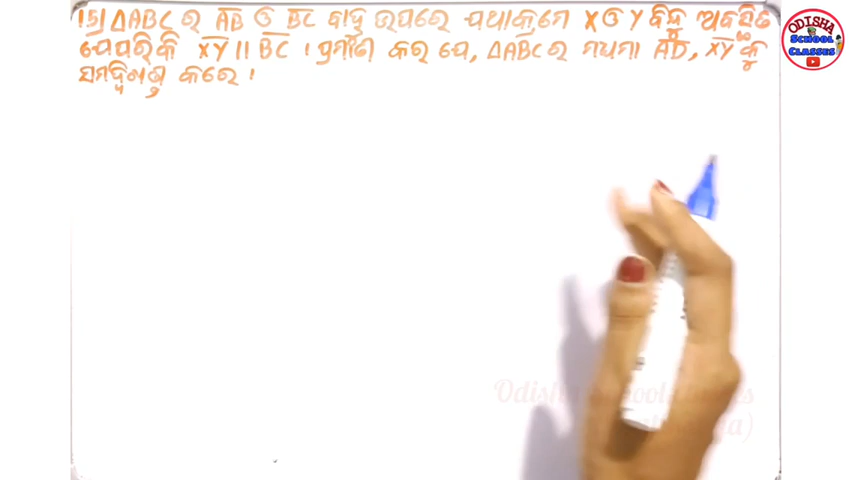 15) ΔABC ର AB ଓ BC ବାହୁ ଉପରେ ଯଥାକ୍ରମେ X ଓ Y ବିନ୍ଦୁ ଅବସ୍ଥିତ
ଯେପରିକି XY || BC । ପ୍ରମାଣ କର ଯେ, ΔABC ର ମଧ୍ୟମା AD, XY କୁ
ସମଦ୍ୱିଖଣ୍ଡ କରେ ।
ODISHA
SCHOOL
CLASSES